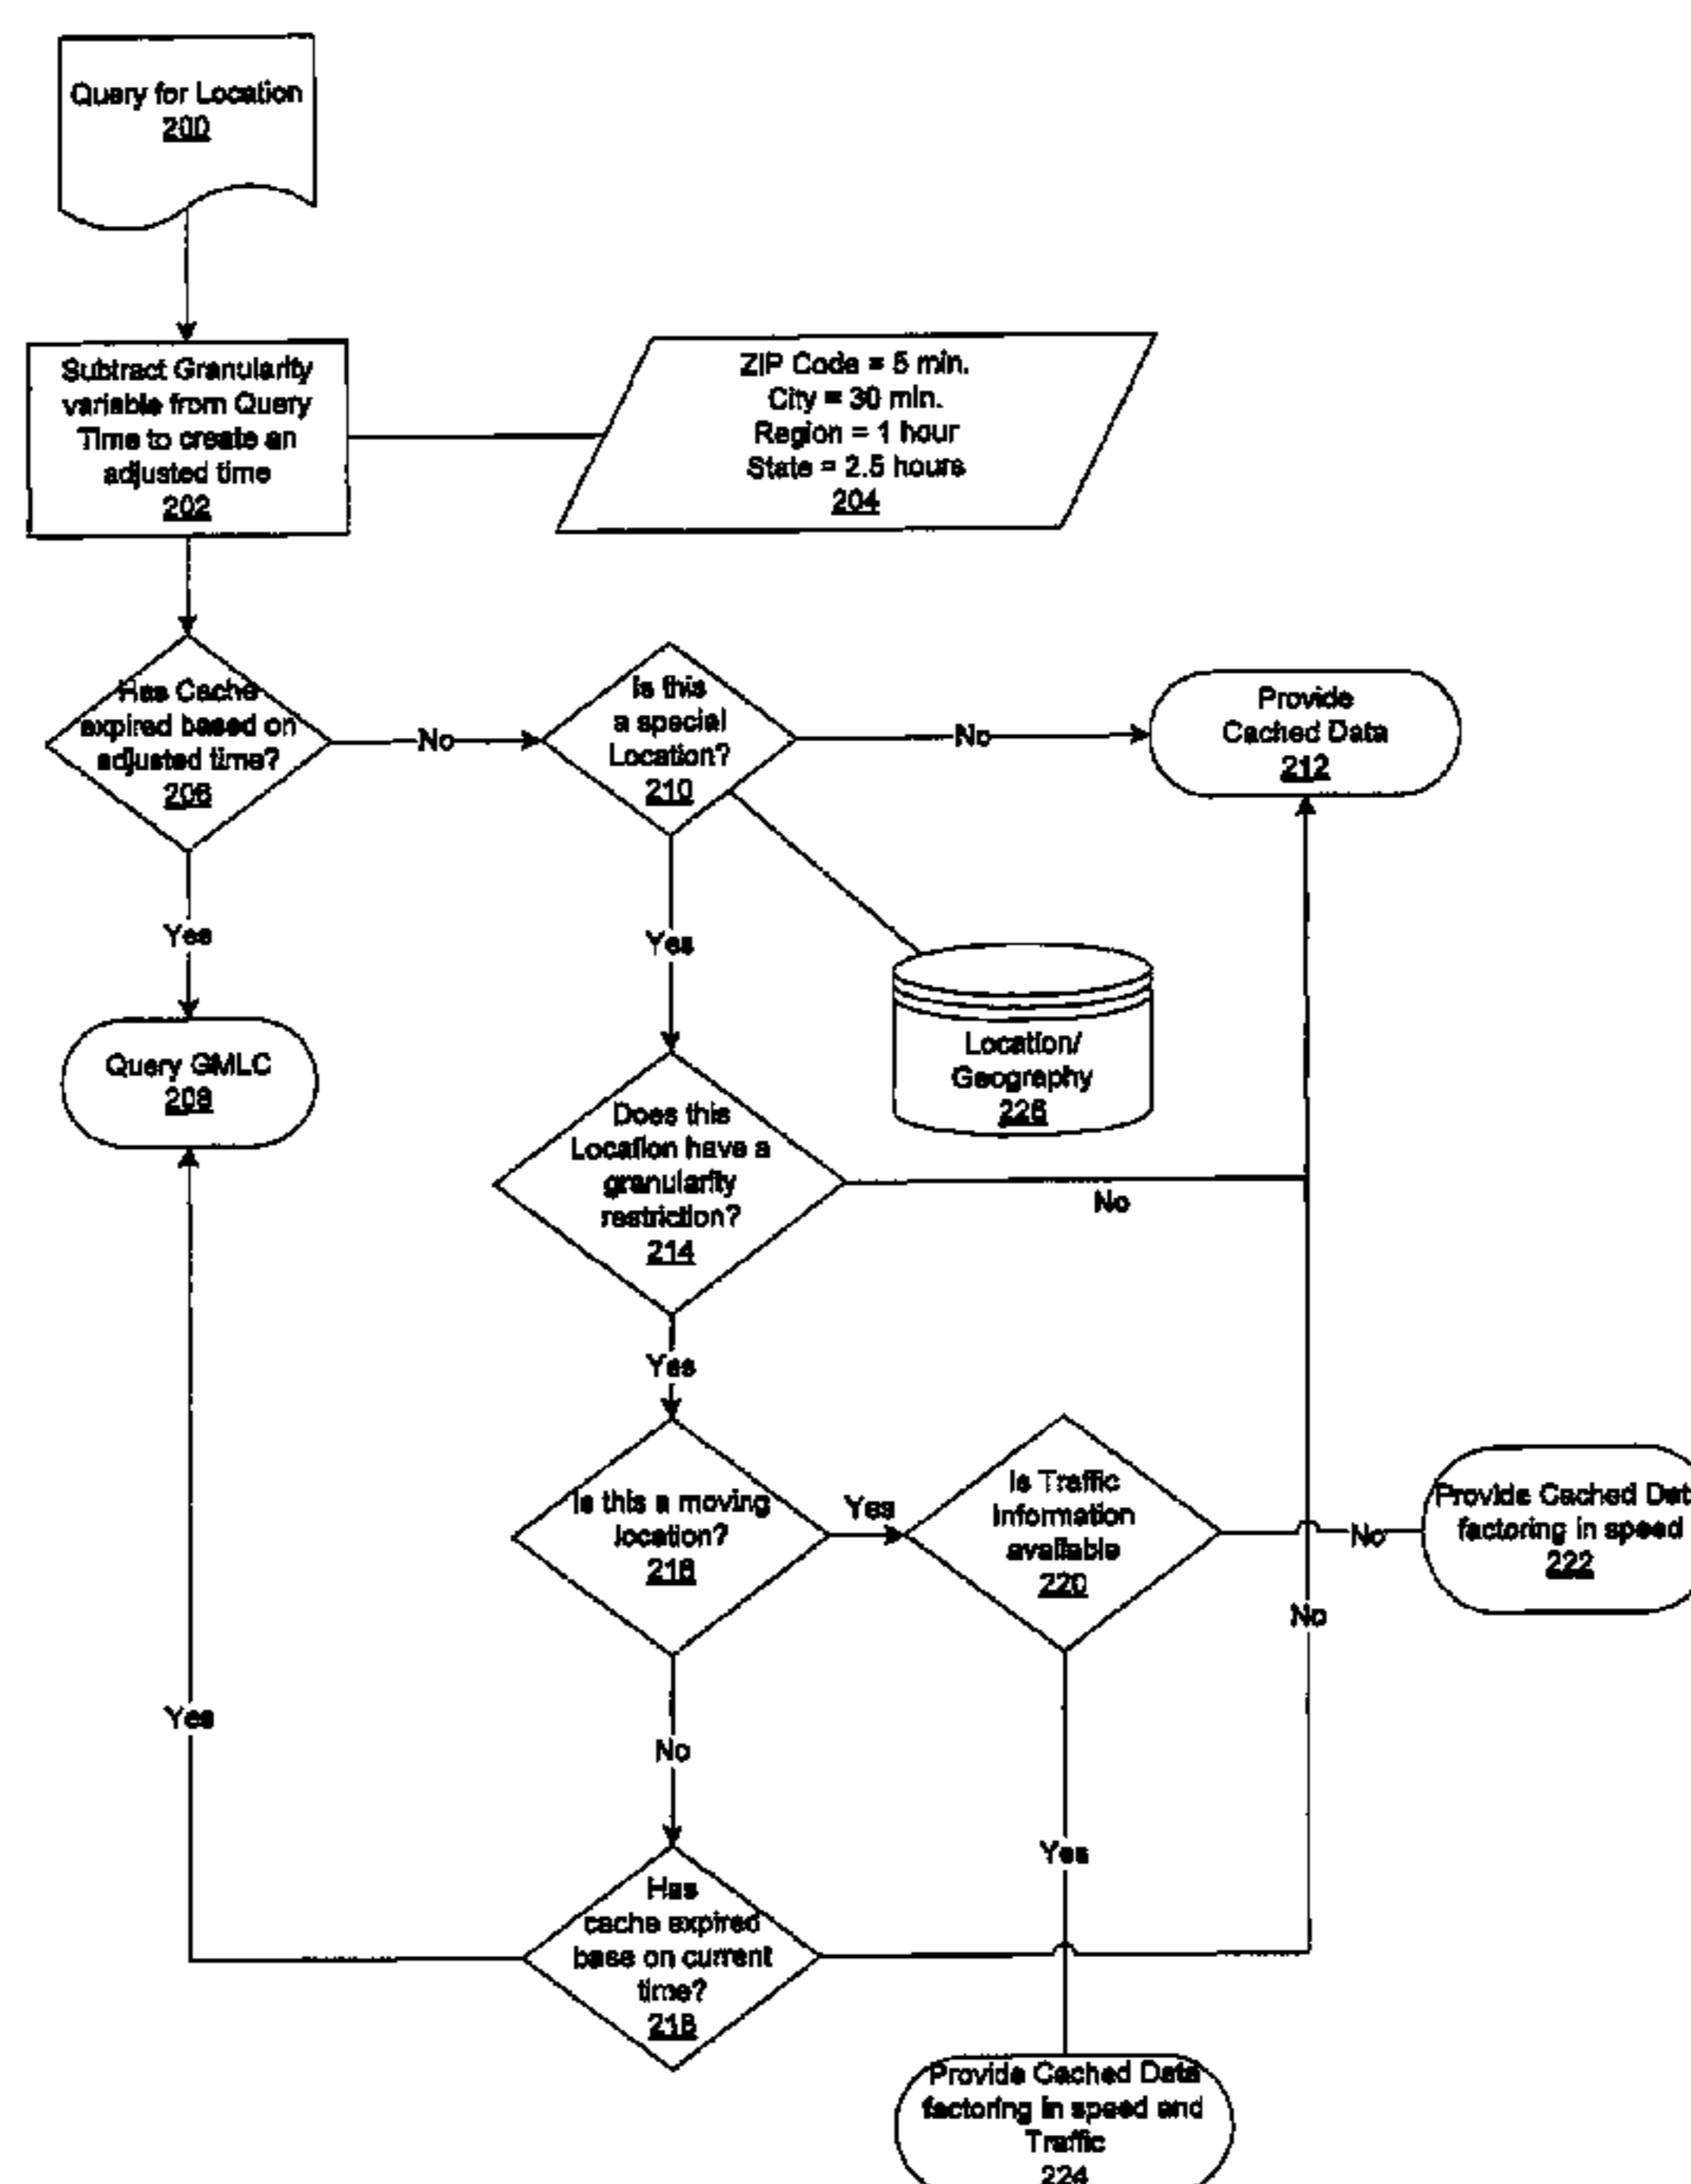 Query for Location
200
Subtract Granularity
variable from Query
Time to create an
adjusted time
202
ZIP Code = 5 min.
City = 30 min.
Region = 1 hour
State = 2.5 hours
204
Has Cache
expired based on
adjusted time?
206
No
Is this
a special
Location?
210
No
Provide
Cached Data
212
Yes
Yes
Query GMLC
208
Location/
Geography
226
Does this
Location have a
granularity
restriction?
214
No
Yes
Is this a moving
location?
216
Yes
Is Traffic
Information
available
220
No
Provide Cached Dat
factoring in speed
222
No
Yes
No
Yes
Has
cache expired
base on current
time?
218
Provide Cached Data
factoring in speed and
Traffic
224